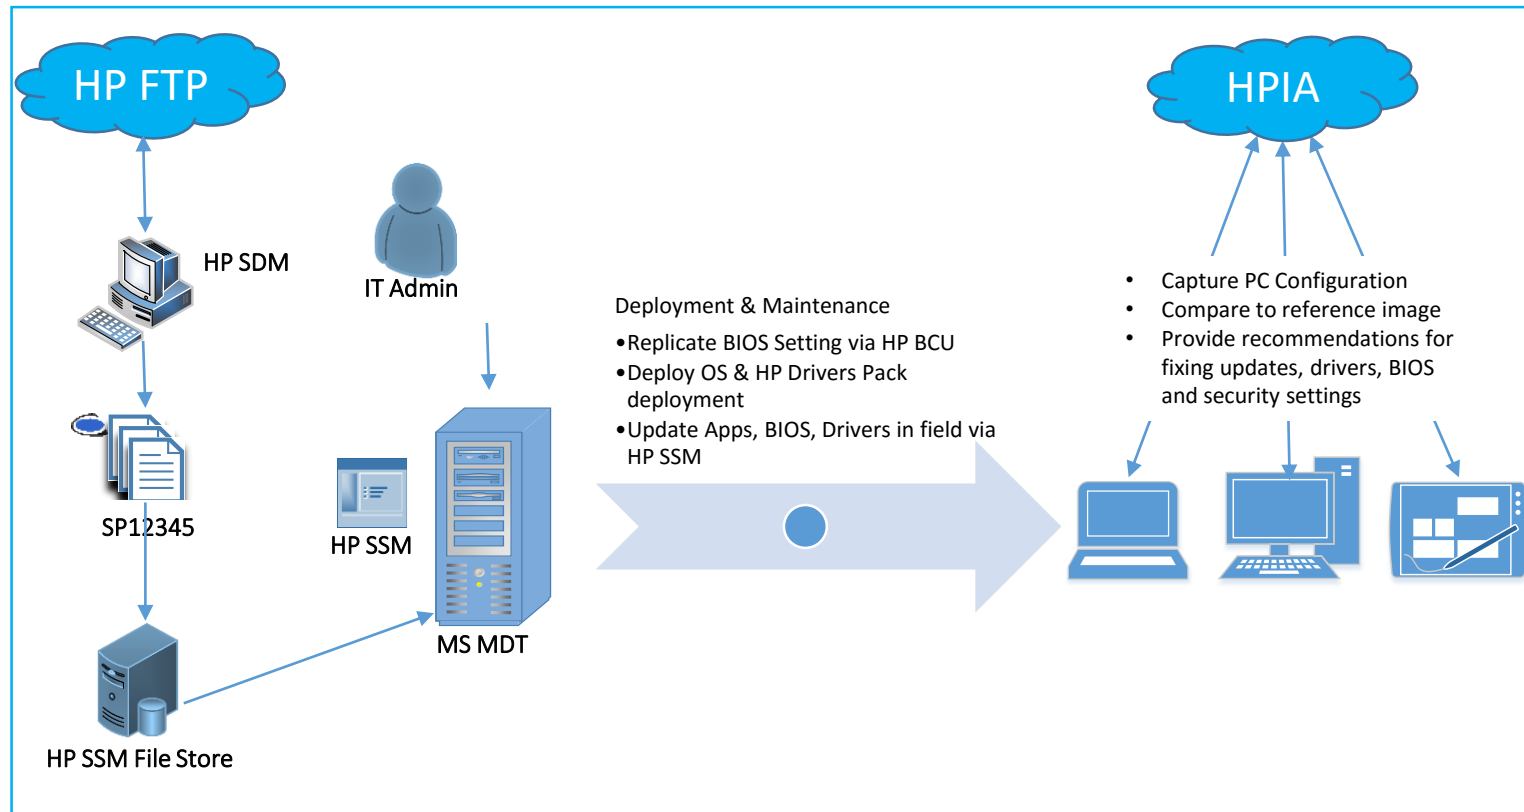 HP FTP
HPIA
HP SDM
IT Admin
• Capture PC Configuration
• Compare to reference image
• Provide recommendations for
fixing updates, drivers, BIOS
and security settings
Deployment & Maintenance
•Replicate BIOS Setting via HP BCU
•Deploy OS & HP Drivers Pack
deployment
•Update Apps, BIOS, Drivers in field via
HP SSM
SP12345
HP SSM
MS MDT
HP SSM File Store